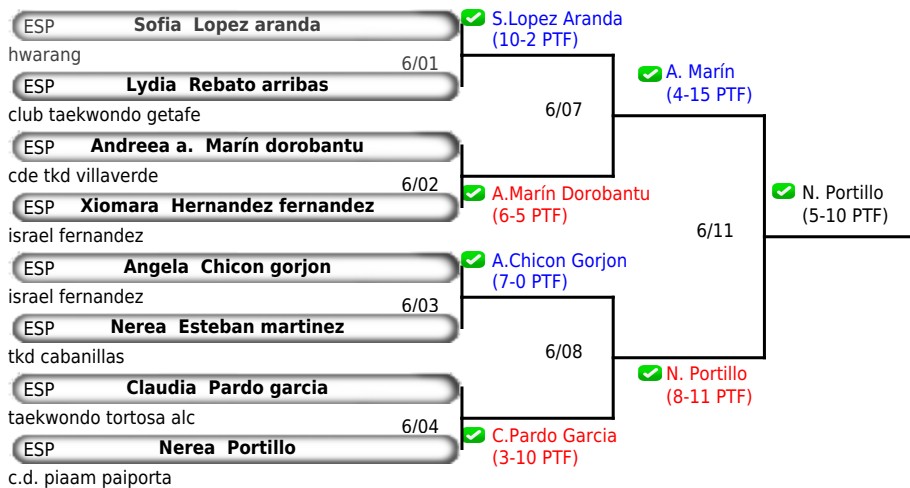 ESP Sofia Lopez aranda
hwarang
6/01
ESP Lydia Rebato arribas
club taekwondo getafe
S.Lopez Aranda
(10-2 PTF)
6/07
ESP Andreea a. Marín dorobantu
cde tkd villaverde
6/02
ESP Xiomara Hernandez fernandez
israel fernandez
A.Marín Dorobantu
(6-5 PTF)
A. Marín
(4-15 PTF)
6/11
N. Portillo
(5-10 PTF)
ESP Angela Chicon gorjon
israel fernandez
6/03
ESP Nerea Esteban martinez
tkd cabanillas
A.Chicon Gorjon
(7-0 PTF)
6/08
ESP Claudia Pardo garcia
taekwondo tortosa alc
6/04
ESP Nerea Portillo
c.d. piaam paiporta
C.Pardo Garcia
(3-10 PTF)
N. Portillo
(8-11 PTF)